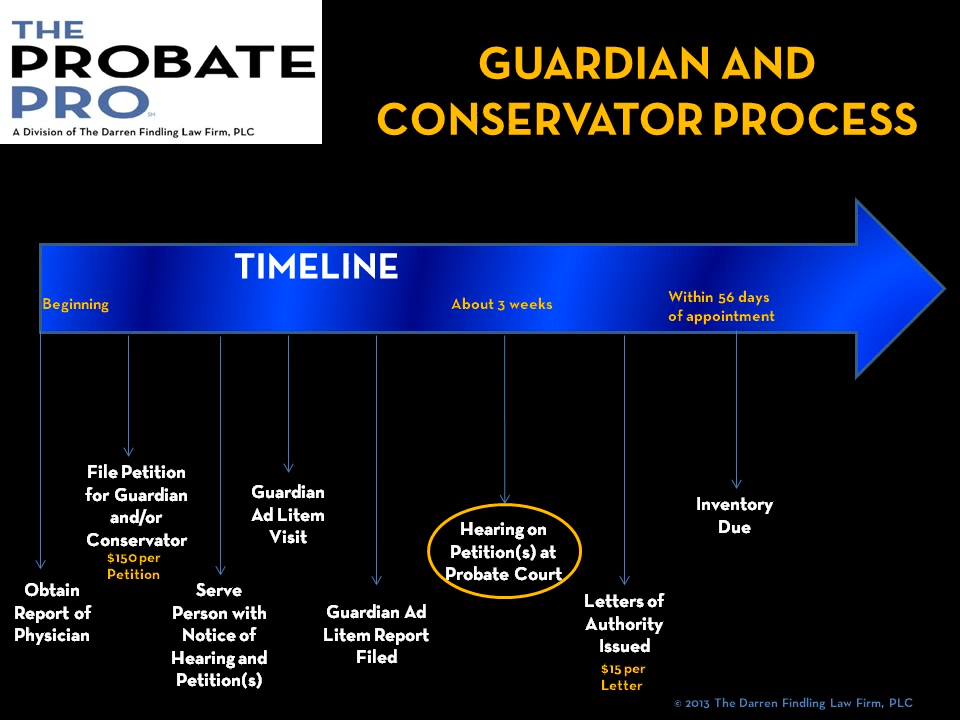 THE
PROBATE
PRO SM
A Division of The Darren Findling Law Firm, PLC
GUARDIAN AND
CONSERVATOR PROCESS
TIMELINE
Beginning
About 3 weeks
Within 56 days
of appointment
Obtain
Report of
Physician
File Petition
for Guardian
and/or
Conservator
$150 per
Petition
Serve
Person with
Notice of
Hearing and
Petition(s)
Guardian
Ad Litem
Visit
Guardian Ad
Litem Report
Filed
Hearing on
Petition(s) at
Probate Court
Letters of
Authority
Issued
$15 per
Letter
Inventory
Due
© 2013 The Darren Findling Law Firm, PLC